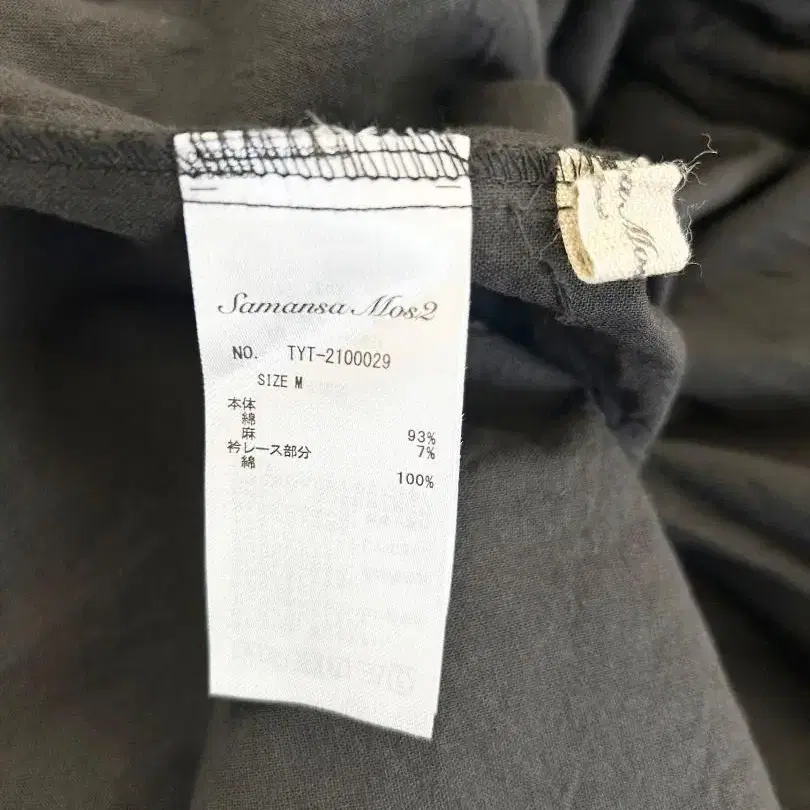 Samansa Mos2
NO. TYT-2100029
SIZE M
本体
綿 93%
麻 7%
衿レース部分
綿 100%